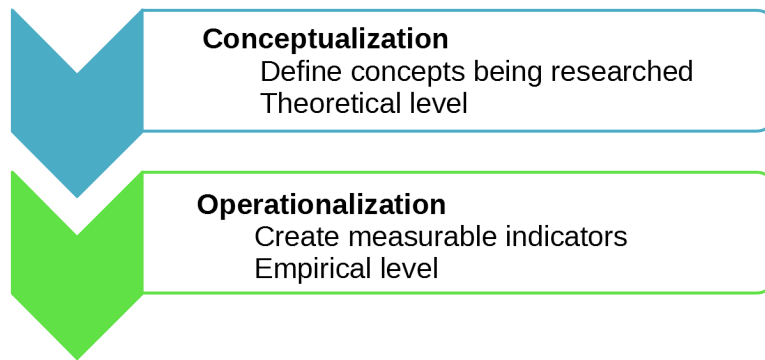 Conceptualization
Define concepts being researched
Theoretical level
Operationalization
Create measurable indicators
Empirical level